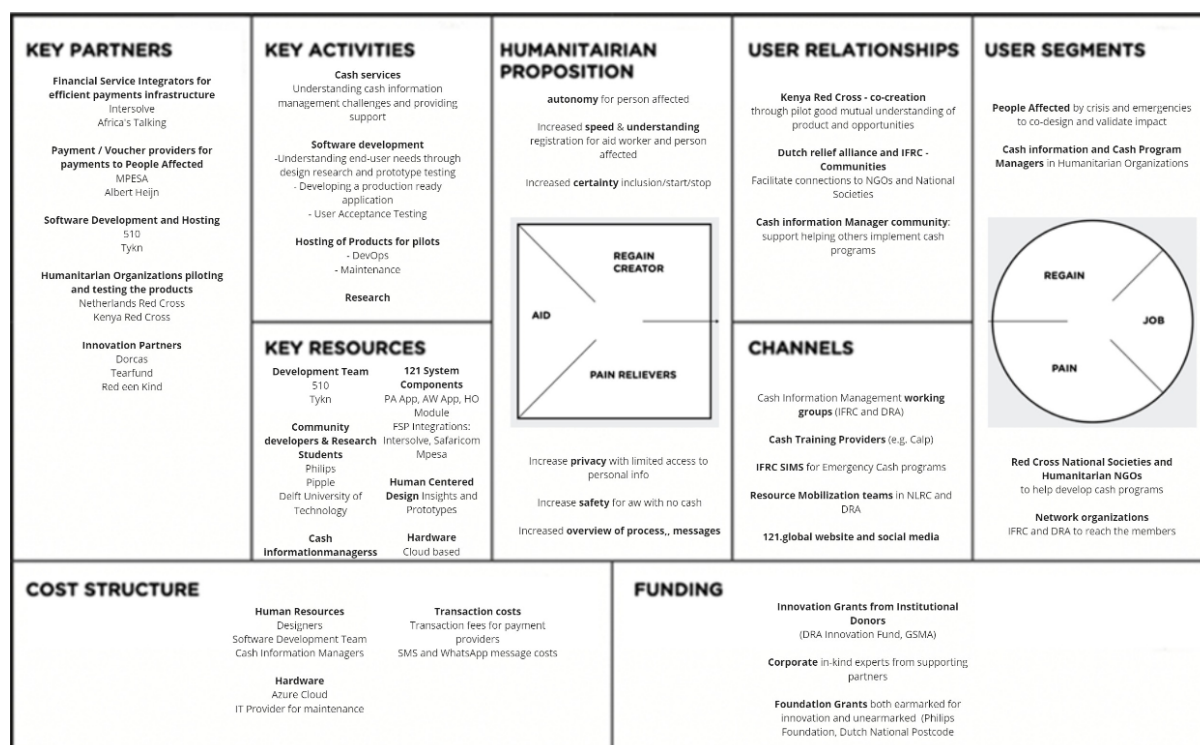 KEY PARTNERS
Financial Service Integrators for
efficient payments infrastructure
Intersolve
Africa's Talking
Payment / Voucher providers for
payments to People Affected
MPESA
Albert Heijn
Software Development and Hosting
510
Tykn
Humanitarian Organizations piloting
and testing the products
Netherlands Red Cross
Kenya Red Cross
Innovation Partners
Dorcas
Tearfund
Red een Kind
KEY ACTIVITIES
Cash services
Understanding cash information
management challenges and providing
support
Software development
-Understanding end-user needs through
design research and prototype testing
- Developing a production ready
application
- User Acceptance Testing
Hosting of Products for pilots
- DevOps
- Maintenance
Research
KEY RESOURCES
Development Team
510
Tykn
Community
developers & Research
Students
Philips
Pipple
Delft University of
Technology
Cash
informationmanagerss
121 System
Components
PA App, AW App, HO
Module
FSP Integrations:
Intersolve, Safaricom
Mpesa
Human Centered
Design Insights and
Prototypes
Hardware
Cloud based
HUMANITAIRIAN
PROPOSITION
autonomy for person affected
Increased speed & understanding
registration for aid worker and person
affected
Increased certainty inclusion/start/stop
REGAIN
CREATOR
AID
PAIN RELIEVERS
Increase privacy with limited access to
personal info
Increase safety for aw with no cash
Increased overview of process,, messages
USER RELATIONSHIPS
Kenya Red Cross - co-creation
through pilot good mutual understanding of
product and opportunities
Dutch relief alliance and IFRC -
Communities
Facilitate connections to NGOs and National
Societies
Cash information Manager community:
support helping others implement cash
programs
CHANNELS
Cash Information Management working
groups (IFRC and DRA)
Cash Training Providers (e.g. Calp)
IFRC SIMS for Emergency Cash programs
Resource Mobilization teams in NLRC and
DRA
121.global website and social media
USER SEGMENTS
People Affected by crisis and emergencies
to co-design and validate impact
Cash information and Cash Program
Managers in Humanitarian Organizations
REGAIN
JOB
PAIN
Red Cross National Societies and
Humanitarian NGOs
to help develop cash programs
Network organizations
IFRC and DRA to reach the members
COST STRUCTURE
Human Resources
Designers
Software Development Team
Cash Information Managers
Hardware
Azure Cloud
IT Provider for maintenance
Transaction costs
Transaction fees for payment
providers
SMS and WhatsApp message costs
FUNDING
Innovation Grants from Institutional
Donors
(DRA Innovation Fund, GSMA)
Corporate in-kind experts from supporting
partners
Foundation Grants both earmarked for
innovation and unearmarked (Philips
Foundation, Dutch National Postcode